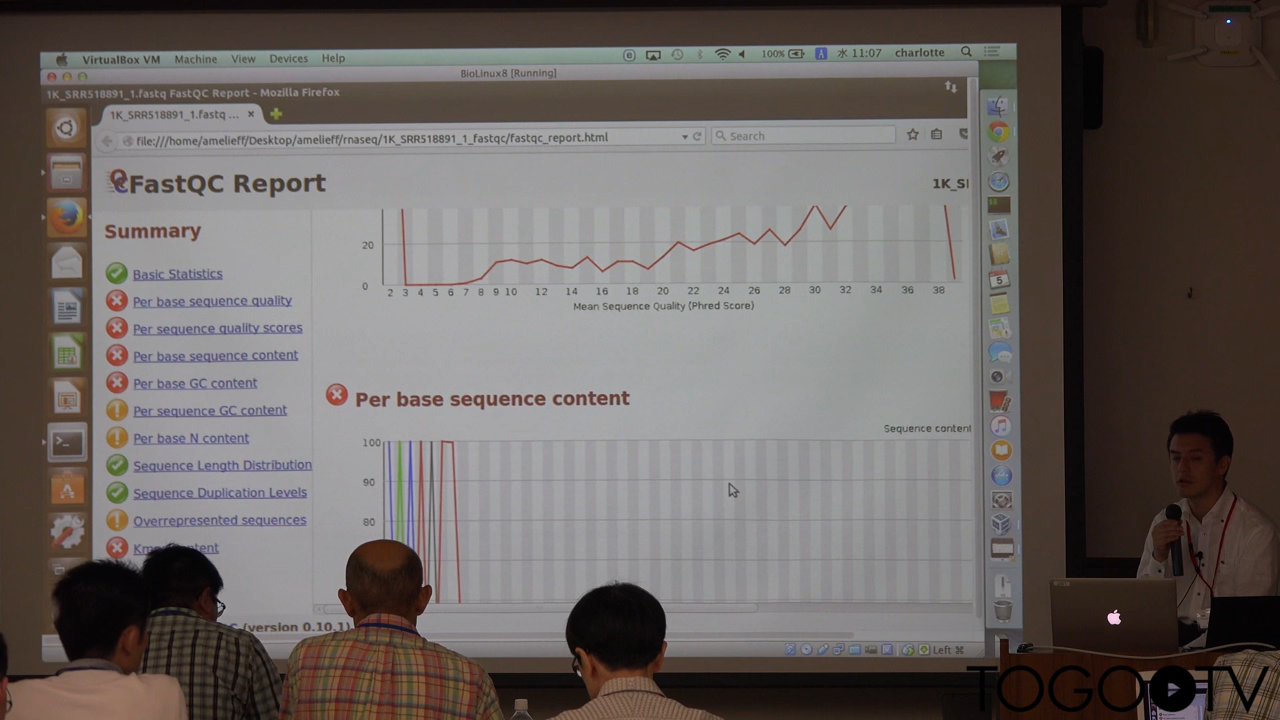 VirtualBox VM Machine View Devices Help 100% A 水 11:07 charlotte
BioLinux8 [Running]
1K_SRR518891_1.fastq FastQC Report - Mozilla Firefox
1K_SRR518891_1.fastq ...
file:///home/amelieff/Desktop/amelieff/rnaseq/1K_SRR518891_1_fastqc/fastqc_report.html
Search
FastQC Report
1K_SI
Summary
Basic Statistics
Per base sequence quality
Per sequence quality scores
Per base sequence content
Per base GC content
Per sequence GC content
Per base N content
Sequence Length Distribution
Sequence Duplication Levels
Overrepresented sequences
(version 0.10.1)
20
0
2 3 4 5 6 7 8 9 10 12 14 16 18 20 22 24 26 28 30 32 34 36 38
Mean Sequence Quality (Phred Score)
Per base sequence content
Sequence content
100
90
80
5
Left ⌘
TOGO TV